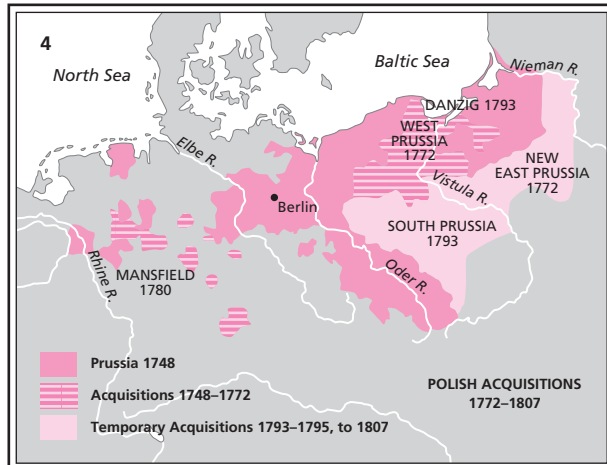 4
North Sea
Baltic Sea
Nieman R.
DANZIG 1793
WEST
PRUSSIA
1772
Elbe R.
NEW
EAST PRUSSIA
1772
Vistula R.
Berlin
SOUTH PRUSSIA
1793
Oder R.
MANSFIELD
1780
Rhine R.
Prussia 1748
Acquisitions 1748–1772
Temporary Acquisitions 1793–1795, to 1807
POLISH ACQUISITIONS
1772–1807